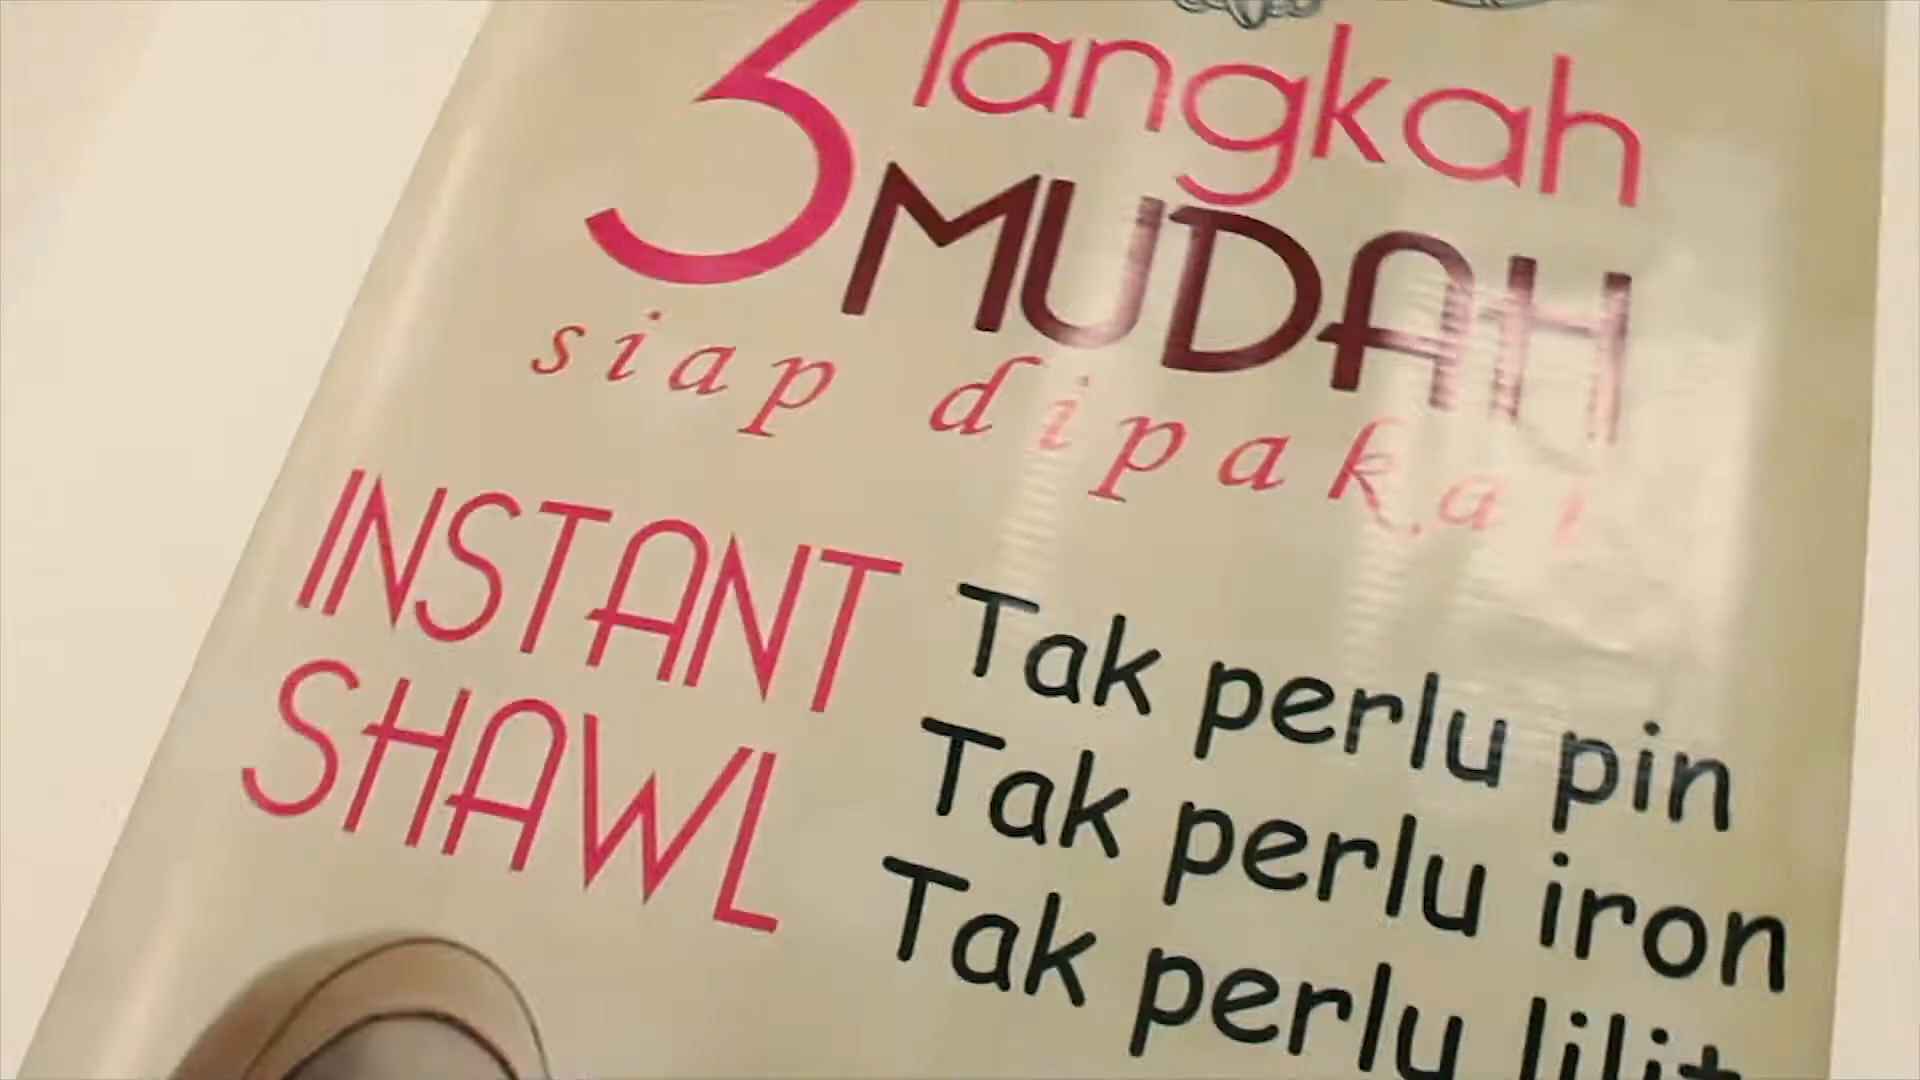 3 langkah
MUDAH
siap dipakai
INSTANT
SHAWL
Tak perlu pin
Tak perlu iron
Tak perlu lilit